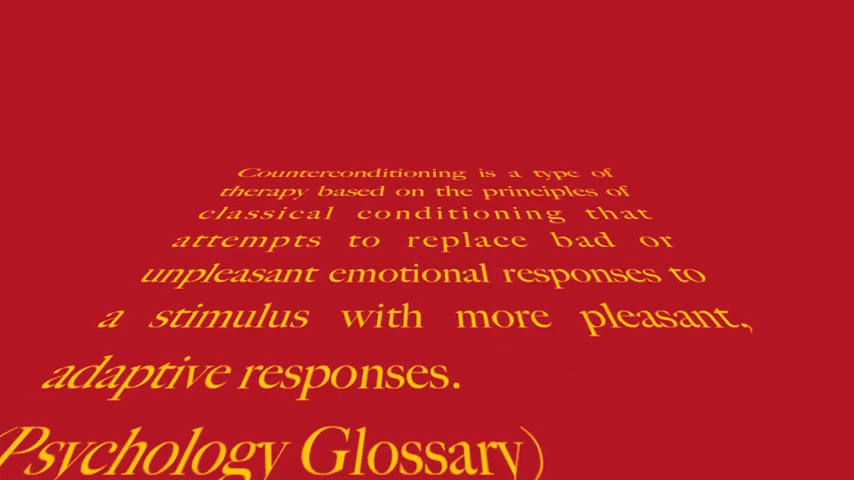 Counterconditioning is a type of
therapy based on the principles of
classical conditioning that
attempts to replace bad or
unpleasant emotional responses to
a stimulus with more pleasant,
adaptive responses.
(Psychology Glossary)